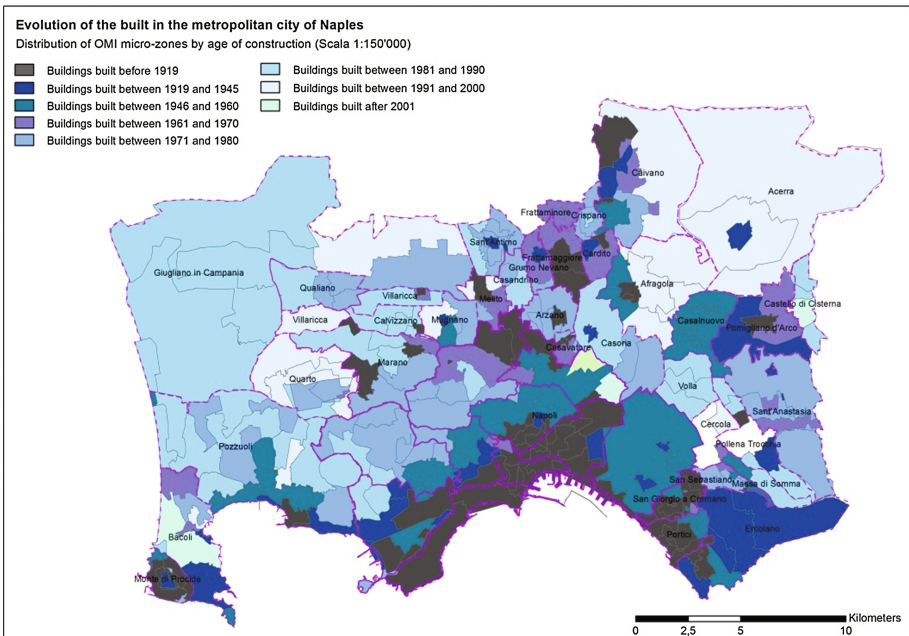 Evolution of the built in the metropolitan city of Naples
Distribution of OMI micro-zones by age of construction (Scala 1:150'000)
Buildings built before 1919
Buildings built between 1919 and 1945
Buildings built between 1946 and 1960
Buildings built between 1961 and 1970
Buildings built between 1971 and 1980
Buildings built between 1981 and 1990
Buildings built between 1991 and 2000
Buildings built after 2001
Caivano
Acerra
Frattaminore
Crispano
Sant'Antimo
Cardito
Frattamaggiore
Grumo Nevano
Giugliano in Campania
Casandrino
Afragola
Qualiano
Villaricca
Melito
Castello di Cisterna
Arzano
Villaricca
Calvizzano
Mugnano
Casalnuovo
Pomigliano d'Arco
Casoria
Casavatore
Marano
Quarto
Volla
Sant'Anastasia
Napoli
Cercola
Pozzuoli
Pollena Trocchia
San Sebastiano
Massa di Somma
San Giorgio a Cremano
Ercolano
Portici
Bacoli
Monte di Procida
Kilometers
0 2,5 5 10